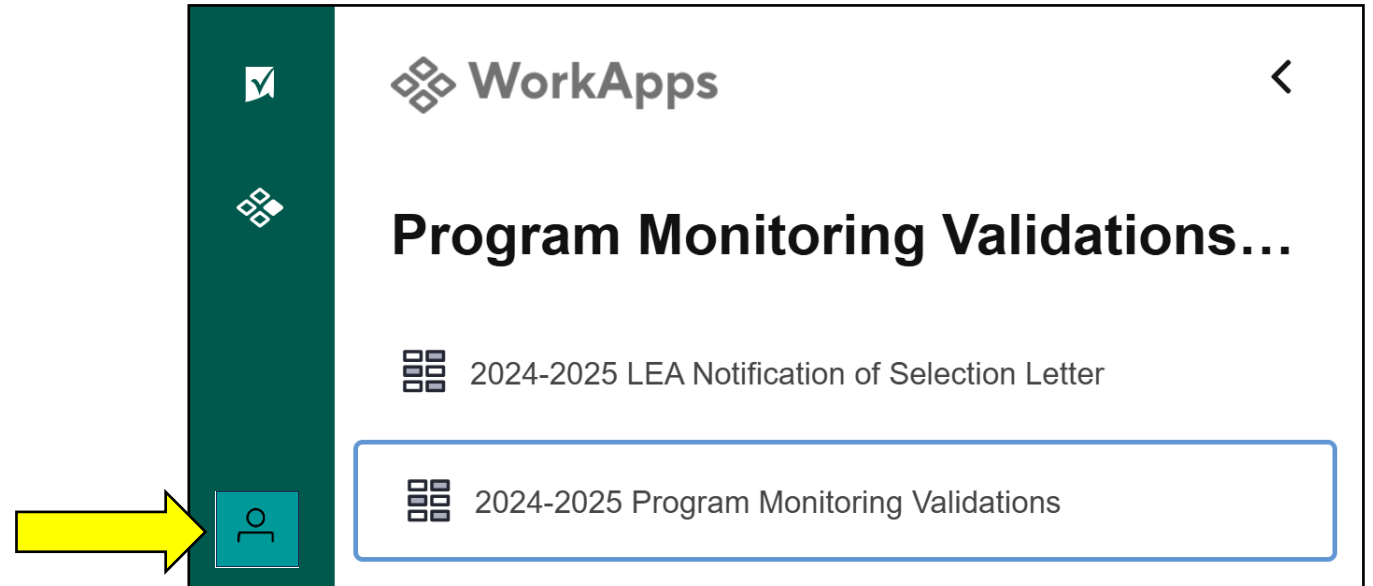 WorkApps
Program Monitoring Validations…
2024-2025 LEA Notification of Selection Letter
2024-2025 Program Monitoring Validations